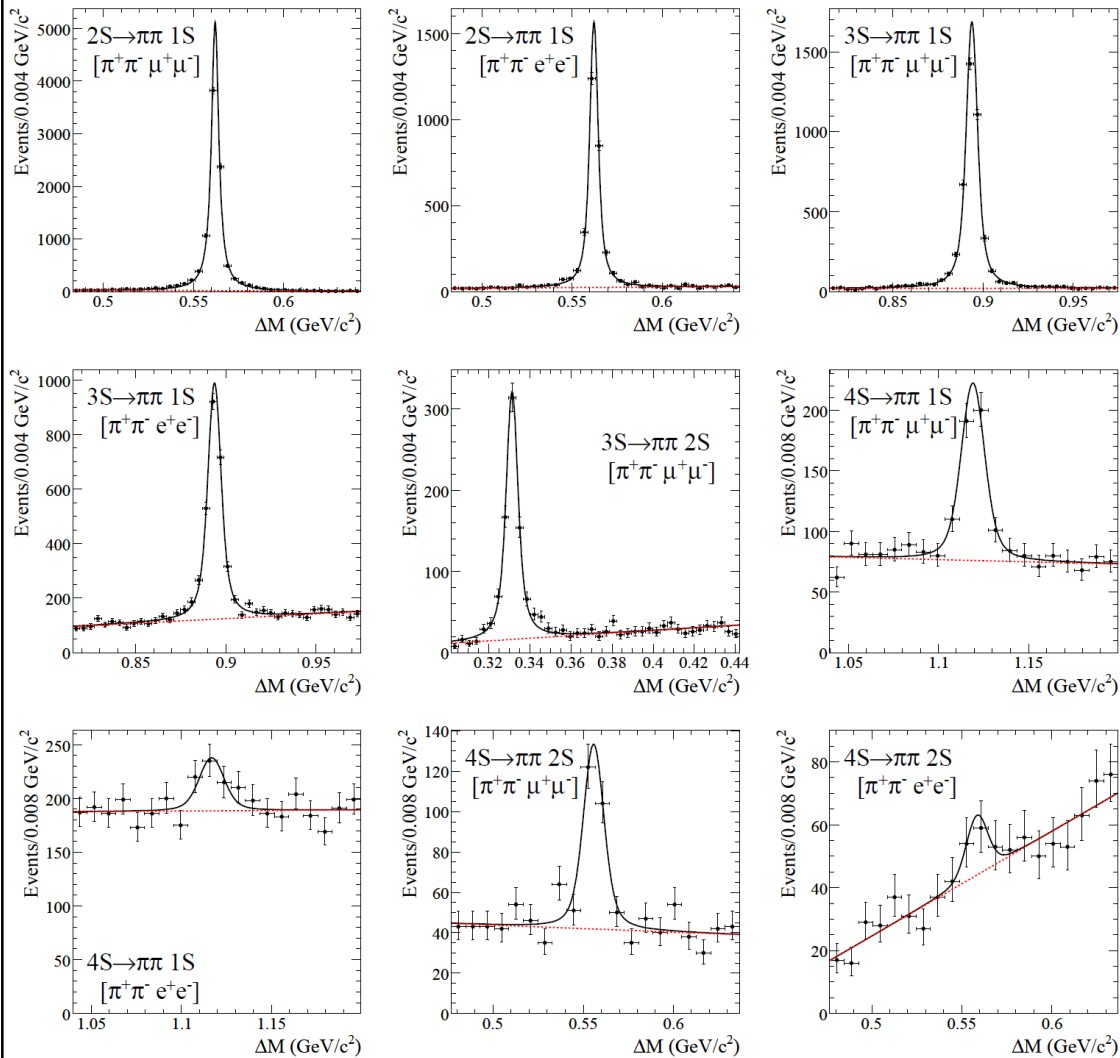 Events/0.004 GeV/c²
5000
4000
3000
2000
1000
0
2S→ππ 1S
[π⁺π⁻ μ⁺μ⁻]
0.5 0.55 0.6
ΔM (GeV/c²)
Events/0.004 GeV/c²
1500
1000
500
0
2S→ππ 1S
[π⁺π⁻ e⁺e⁻]
0.5 0.55 0.6
ΔM (GeV/c²)
Events/0.004 GeV/c²
1500
1000
500
0
3S→ππ 1S
[π⁺π⁻ μ⁺μ⁻]
0.85 0.9 0.95
ΔM (GeV/c²)
Events/0.004 GeV/c²
1000
800
600
400
200
0
3S→ππ 1S
[π⁺π⁻ e⁺e⁻]
0.85 0.9 0.95
ΔM (GeV/c²)
Events/0.004 GeV/c²
300
200
100
0
3S→ππ 2S
[π⁺π⁻ μ⁺μ⁻]
0.32 0.34 0.36 0.38 0.4 0.42 0.44
ΔM (GeV/c²)
Events/0.008 GeV/c²
200
150
100
50
0
4S→ππ 1S
[π⁺π⁻ μ⁺μ⁻]
1.05 1.1 1.15
ΔM (GeV/c²)
Events/0.008 GeV/c²
250
200
150
100
50
0
4S→ππ 1S
[π⁺π⁻ e⁺e⁻]
1.05 1.1 1.15
ΔM (GeV/c²)
Events/0.008 GeV/c²
140
120
100
80
60
40
20
0
4S→ππ 2S
[π⁺π⁻ μ⁺μ⁻]
0.5 0.55 0.6
ΔM (GeV/c²)
Events/0.008 GeV/c²
80
60
40
20
0
4S→ππ 2S
[π⁺π⁻ e⁺e⁻]
0.5 0.55 0.6
ΔM (GeV/c²)